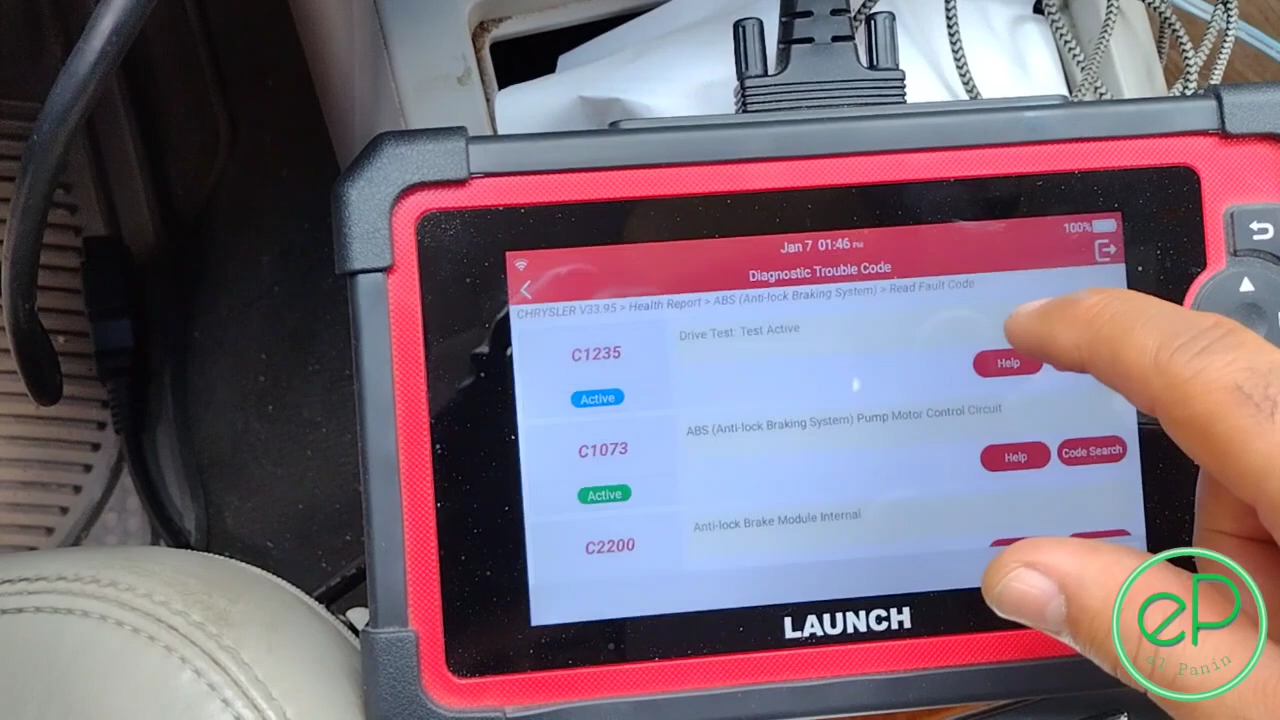 100%
Jan 7 01:46 PM
Diagnostic Trouble Code
CHRYSLER V33.95 > Health Report > ABS (Anti-lock Braking System) > Read Fault Code
C1235
Drive Test: Test Active
Active
Help
C1073
ABS (Anti-lock Braking System) Pump Motor Control Circuit
Active
Help
Code Search
C2200
Anti-lock Brake Module Internal
LAUNCH
eP
el Panin